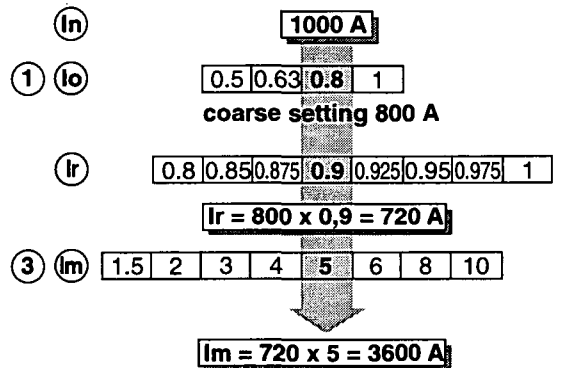 In 1000 A
1 Io 0.5 0.63 0.8 1
coarse setting 800 A
Ir 0.8 0.85 0.875 0.9 0.925 0.95 0.975 1
Ir = 800 x 0,9 = 720 A
3 Im 1.5 2 3 4 5 6 8 10
Im = 720 x 5 = 3600 A